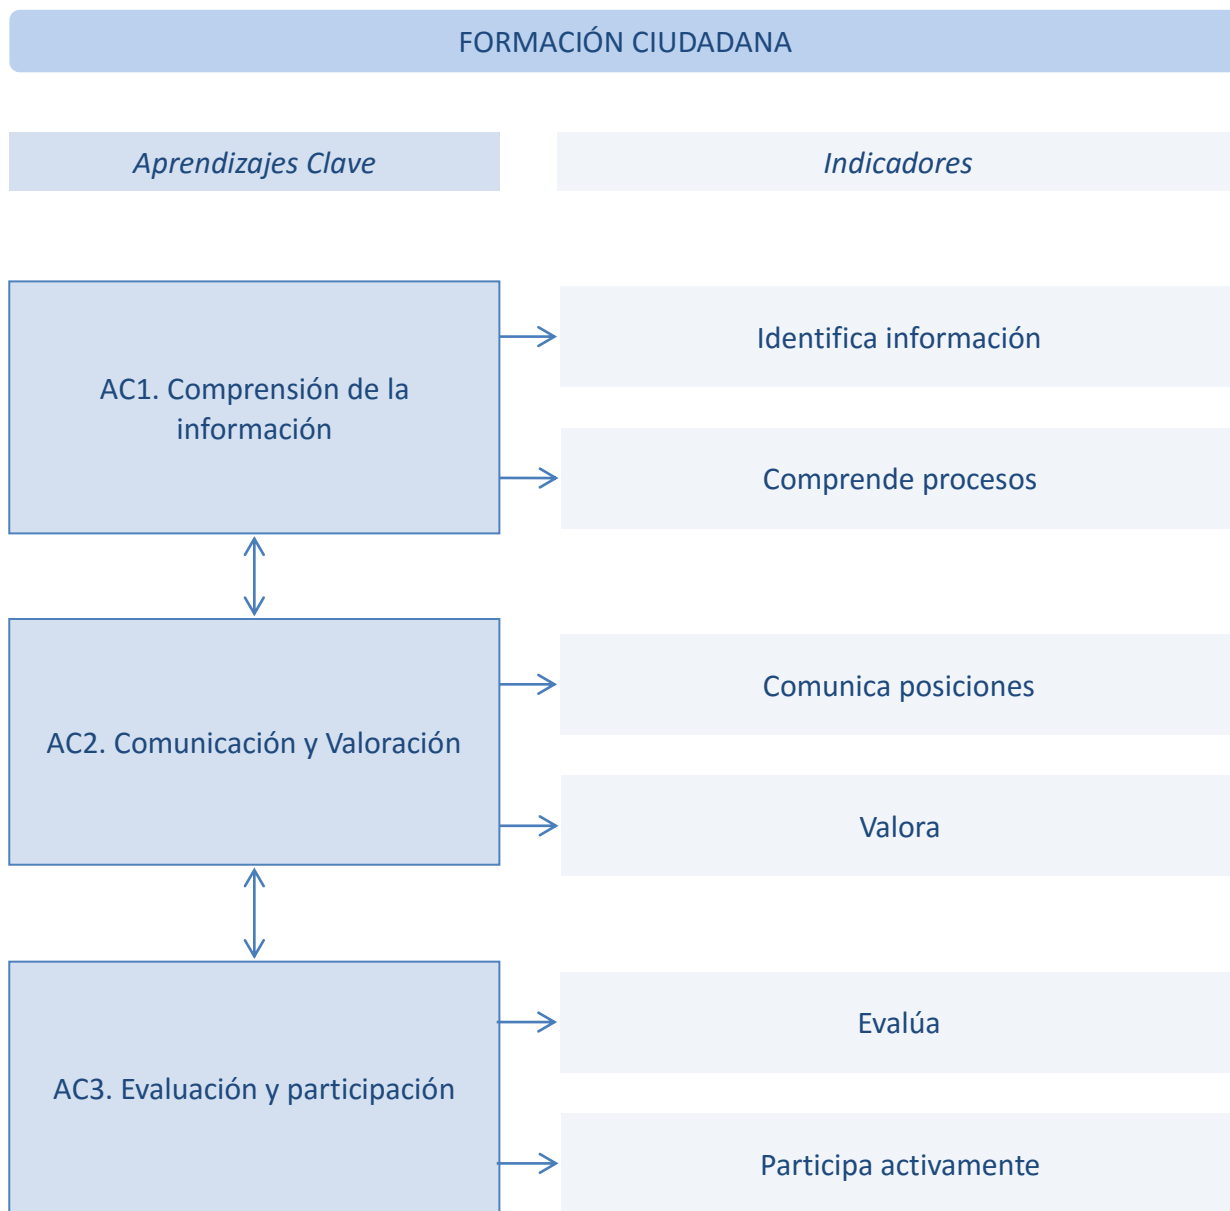 FORMACIÓN CIUDADANA
Aprendizajes Clave
Indicadores
AC1. Comprensión de la
información
Identifica información
Comprende procesos
AC2. Comunicación y Valoración
Comunica posiciones
Valora
AC3. Evaluación y participación
Evalúa
Participa activamente